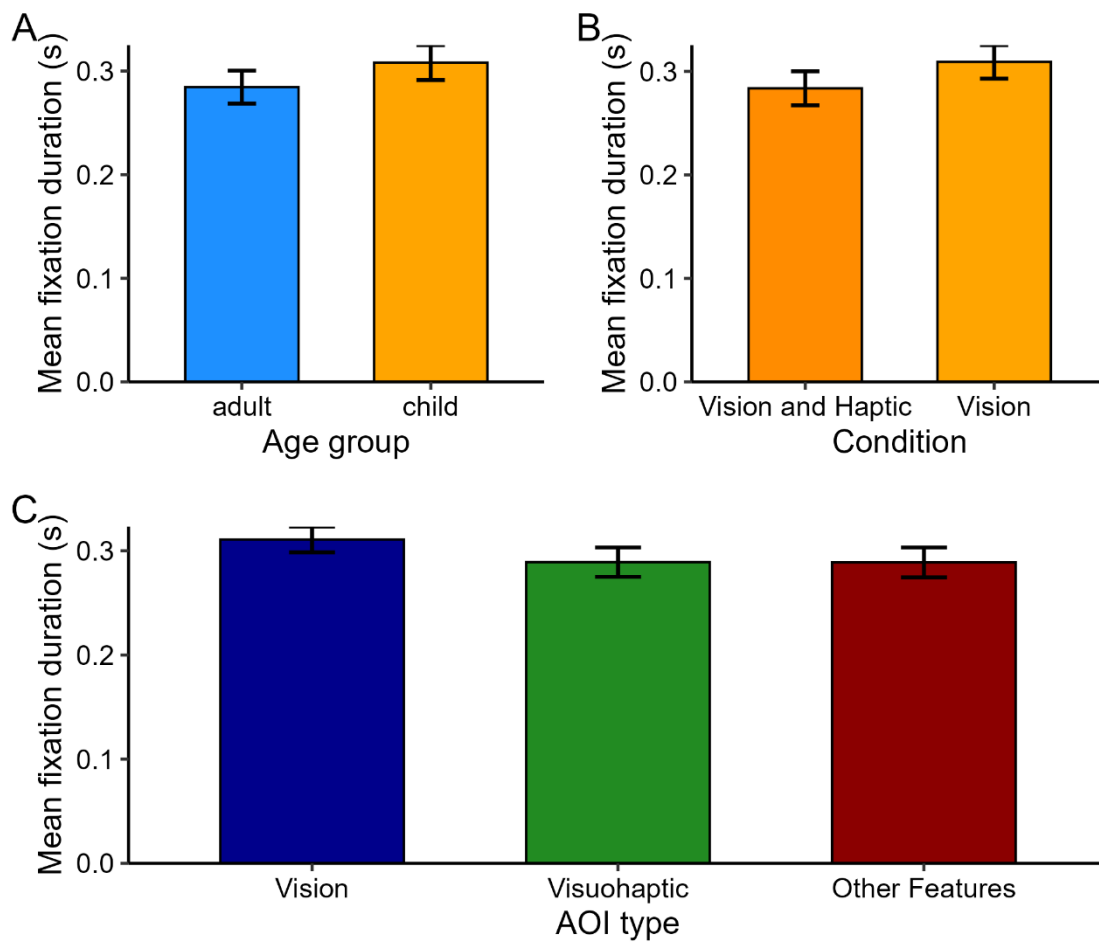 A
Mean fixation duration (s)
0.3
0.2
0.1
0.0
adult
child
Age group
B
Mean fixation duration (s)
0.3
0.2
0.1
0.0
Vision and Haptic
Vision
Condition
C
Mean fixation duration (s)
0.3
0.2
0.1
0.0
Vision
Visuohaptic
Other Features
AOI type